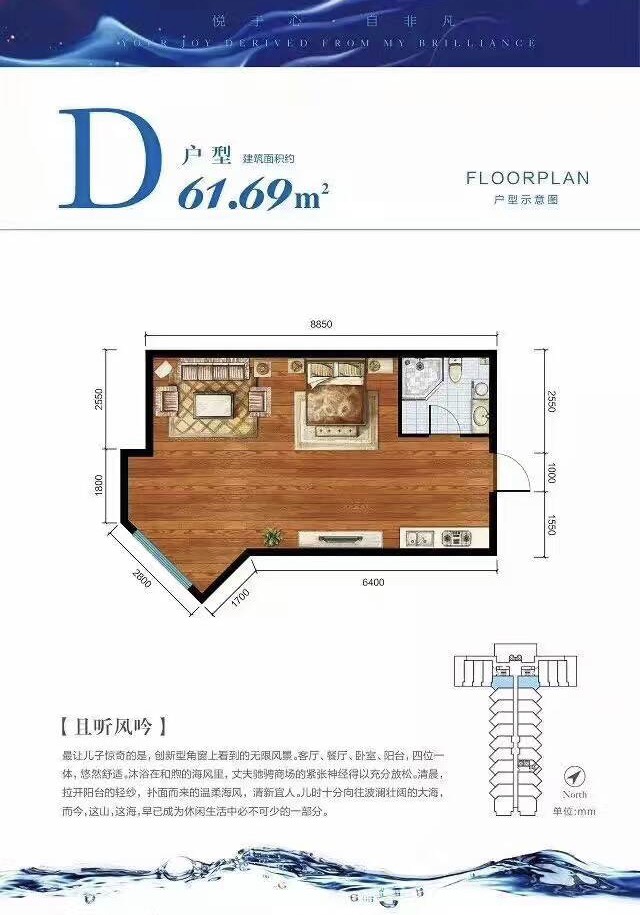 悦于心·自非凡
YOUR JOY DERIVED FROM MY BRILLIANCE
D
户型 建筑面积约
61.69m²
FLOORPLAN
户型示意图
8850
2550
1800
2800
1700
6400
2550
1000
1550
【且听风吟】
最让儿子惊奇的是，创新型角窗上看到的无限风景。客厅、餐厅、卧室、阳台，四位一
体，悠然舒适。沐浴在和煦的海风里，丈夫驰骋商场的紧张神经得以充分放松。清晨，
拉开阳台的轻纱，扑面而来的温柔海风，清新宜人。儿时十分向往波澜壮阔的大海，
而今，这山，这海，早已成为休闲生活中必不可少的一部分。
North
单位:mm